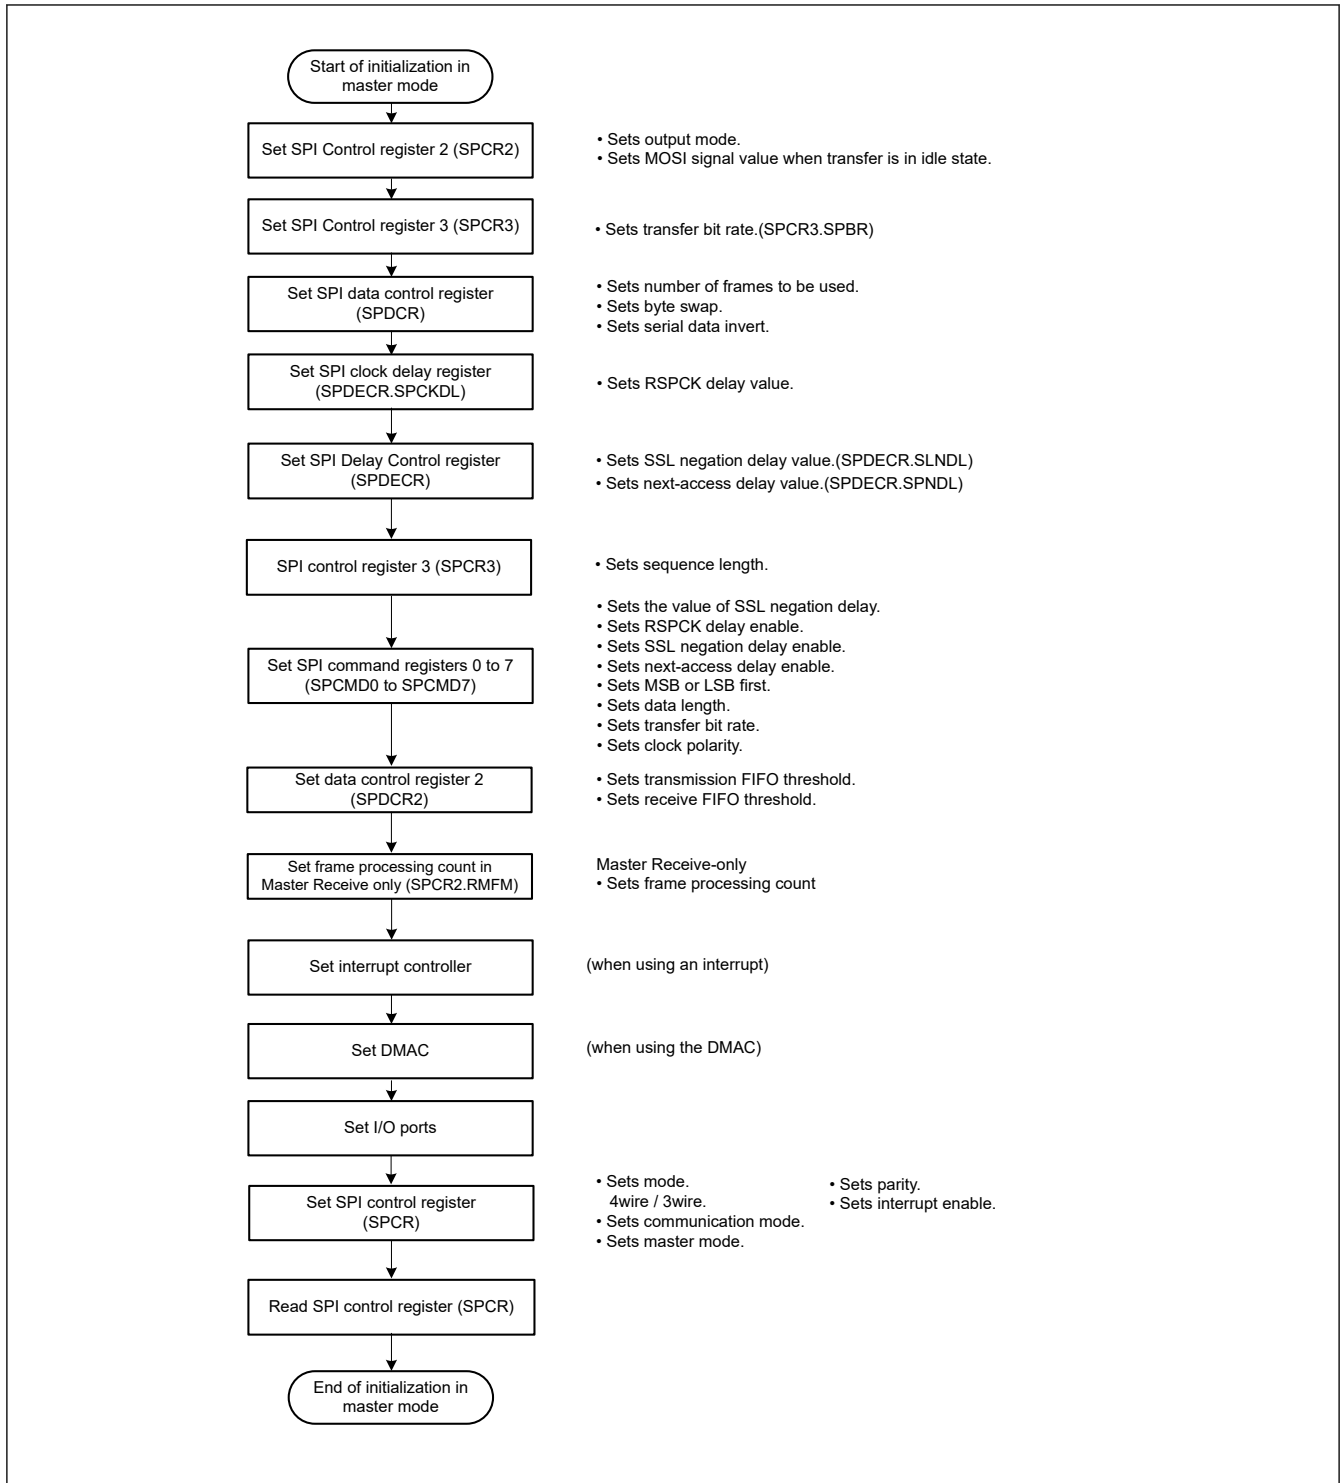 Start of initialization in
master mode
Set SPI Control register 2 (SPCR2)
• Sets output mode.
• Sets MOSI signal value when transfer is in idle state.
Set SPI Control register 3 (SPCR3)
• Sets transfer bit rate.(SPCR3.SPBR)
Set SPI data control register
(SPDCR)
• Sets number of frames to be used.
• Sets byte swap.
• Sets serial data invert.
Set SPI clock delay register
(SPDECR.SPCKDL)
• Sets RSPCK delay value.
Set SPI Delay Control register
(SPDECR)
• Sets SSL negation delay value.(SPDECR.SLNDL)
• Sets next-access delay value.(SPDECR.SPNDL)
SPI control register 3 (SPCR3)
• Sets sequence length.
Set SPI command registers 0 to 7
(SPCMD0 to SPCMD7)
• Sets the value of SSL negation delay.
• Sets RSPCK delay enable.
• Sets SSL negation delay enable.
• Sets next-access delay enable.
• Sets MSB or LSB first.
• Sets data length.
• Sets transfer bit rate.
• Sets clock polarity.
Set data control register 2
(SPDCR2)
• Sets transmission FIFO threshold.
• Sets receive FIFO threshold.
Set frame processing count in
Master Receive only (SPCR2.RMFM)
Master Receive-only
• Sets frame processing count
Set interrupt controller
(when using an interrupt)
Set DMAC
(when using the DMAC)
Set I/O ports
Set SPI control register
(SPCR)
• Sets mode.
4wire / 3wire.
• Sets communication mode.
• Sets master mode.
• Sets parity.
• Sets interrupt enable.
Read SPI control register (SPCR)
End of initialization in
master mode